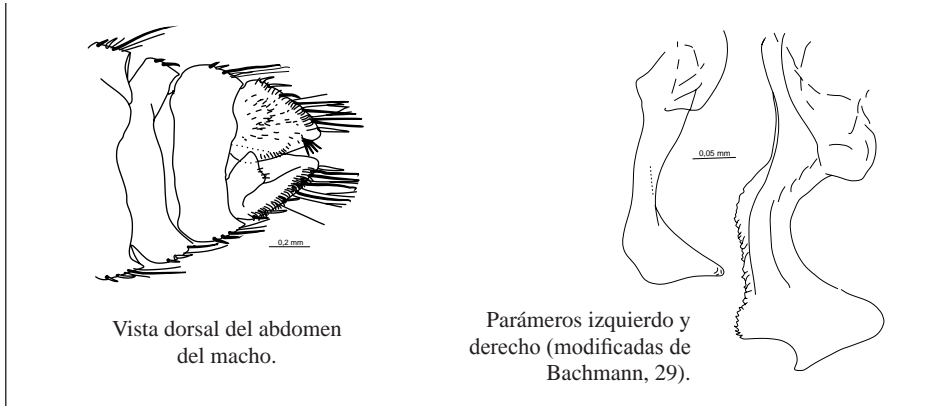 0,2 mm
Vista dorsal del abdomen
del macho.
0,05 mm
Parámeros izquierdo y
derecho (modificadas de
Bachmann, 29).